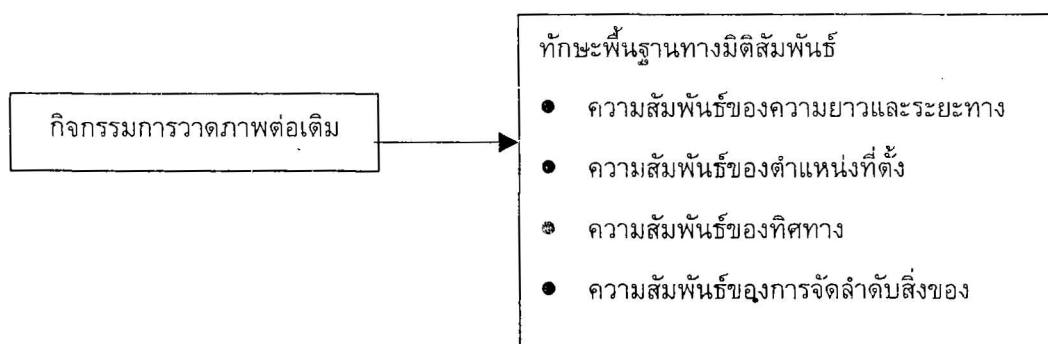 กิจกรรมการวาดภาพต่อเติม
ทักษะพื้นฐานทางมิติสัมพันธ์
● ความสัมพันธ์ของความยาวและระยะทาง
● ความสัมพันธ์ของตำแหน่งที่ตั้ง
● ความสัมพันธ์ของทิศทาง
● ความสัมพันธ์ของการจัดลำดับสิ่งของ